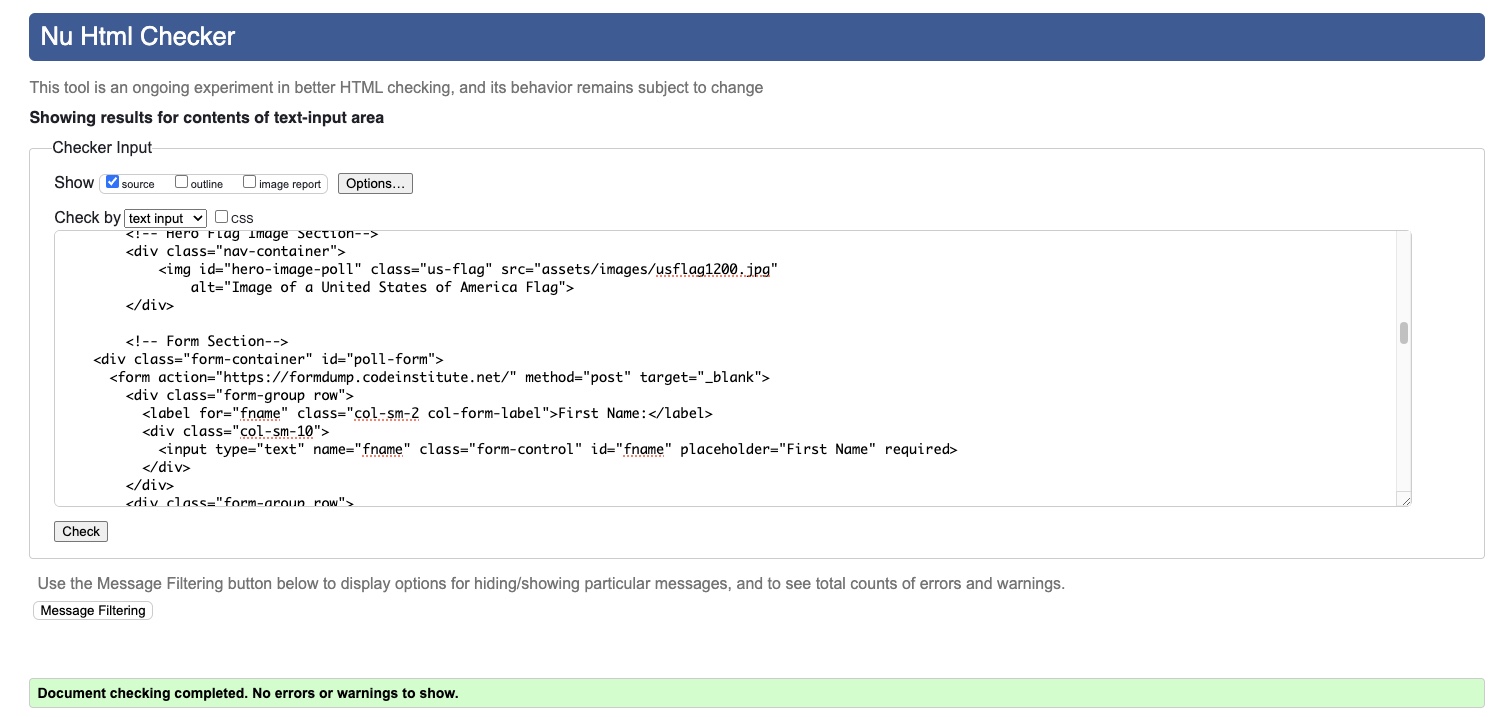 Nu Html Checker
This tool is an ongoing experiment in better HTML checking, and its behavior remains subject to change
Showing results for contents of text-input area
Checker Input
Show source outline image report Options...
Check by text input css
<!-- Hero Flag Image Section-->
<div class="nav-container">
<img id="hero-image-poll" class="us-flag" src="assets/images/usflag1200.jpg"
alt="Image of a United States of America Flag">
</div>
<!-- Form Section-->
<div class="form-container" id="poll-form">
<form action="https://formdump.codeinstitute.net/" method="post" target="_blank">
<div class="form-group row">
<label for="fname" class="col-sm-2 col-form-label">First Name:</label>
<div class="col-sm-10">
<input type="text" name="fname" class="form-control" id="fname" placeholder="First Name" required>
</div>
</div>
<div class="form-group row">
Check
Use the Message Filtering button below to display options for hiding/showing particular messages, and to see total counts of errors and warnings.
Message Filtering
Document checking completed. No errors or warnings to show.